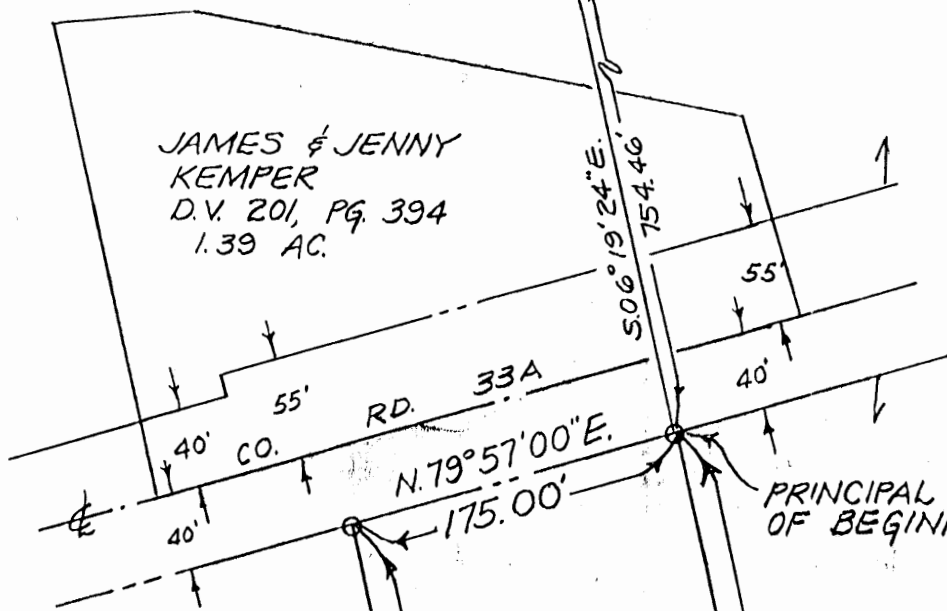 JAMES & JENNY
KEMPER
D.V. 201, PG. 394
1.39 AC.
S.06°19'24"E.
754.46'
55'
55'
40'
40'
CO. RD. 33A
N.79°57'00"E.
175.00'
40'
℄
PRINCIPAL
OF BEGIN